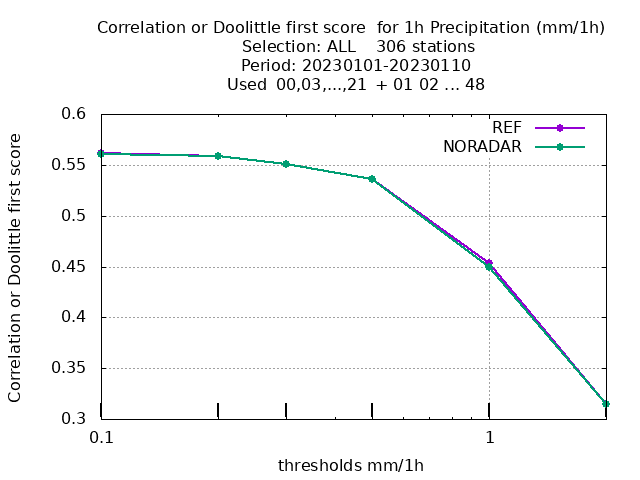 Correlation or Doolittle first score  for 1h Precipitation (mm/1h)
Selection: ALL    306 stations
Period: 20230101-20230110
Used  00,03,...,21  + 01 02 ... 48
REF
NORADAR
Correlation or Doolittle first score
0.6
0.55
0.5
0.45
0.4
0.35
0.3
0.1
1
thresholds mm/1h